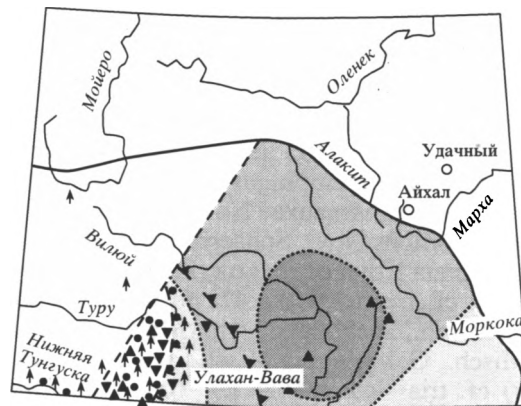 Мойеро
Оленек
Алакит
Удачный
Айхал
Марха
Вилюй
Туру
Моркока
Нижняя
Тунгуска
Улахан-Вава